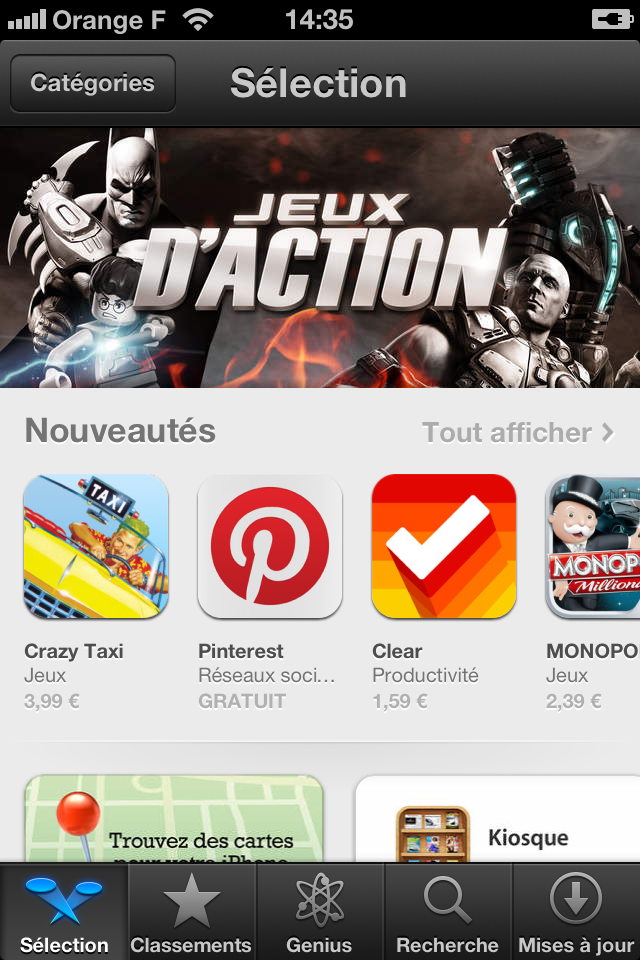 Orange F 14:35
Catégories Sélection
JEUX
D'ACTION
Nouveautés Tout afficher
TAXI
MONOP
Million
Crazy Taxi Pinterest Clear MONOPO
Jeux Réseaux soci… Productivité Jeux
3,99 € GRATUIT 1,59 € 2,39 €
Trouvez des cartes
pour votre iPhone
Kiosque
Sélection Classements Genius Recherche Mises à jour